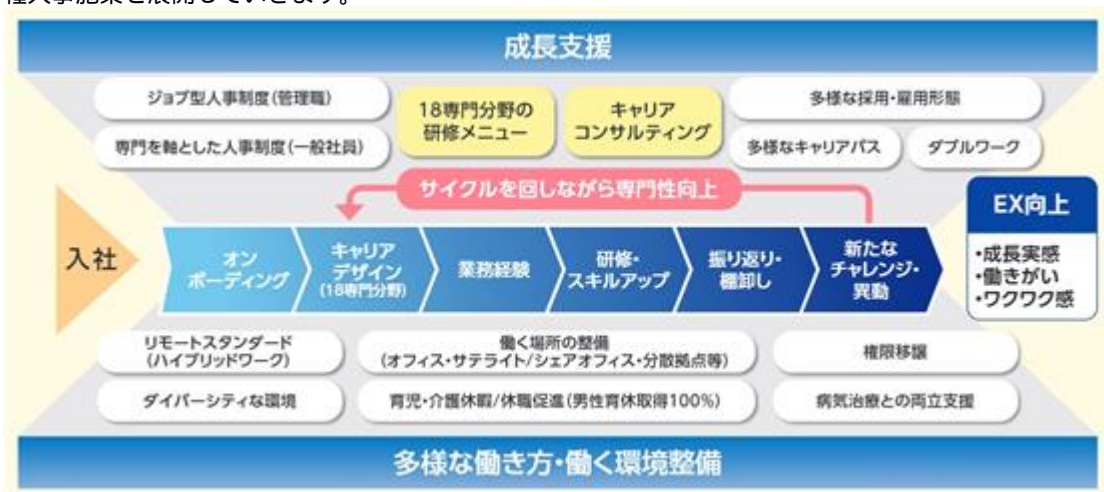 成長支援
ジョブ型人事制度(管理職)
専門を軸とした人事制度(一般社員)
18専門分野の
研修メニュー
キャリア
コンサルティング
多様な採用・雇用形態
多様なキャリアパス
ダブルワーク
サイクルを回しながら専門性向上
入社
オン
ボーディング
キャリア
デザイン
(18専門分野)
業務経験
研修・
スキルアップ
振り返り・
棚卸し
新たな
チャレンジ・
異動
EX向上
・成長実感
・働きがい
・ワクワク感
リモートスタンダード
(ハイブリッドワーク)
働く場所の整備
(オフィス・サテライト/シェアオフィス・分散拠点等)
権限移譲
ダイバーシティな環境
育児・介護休暇/休職促進(男性育休取得100%)
病気治療との両立支援
多様な働き方・働く環境整備